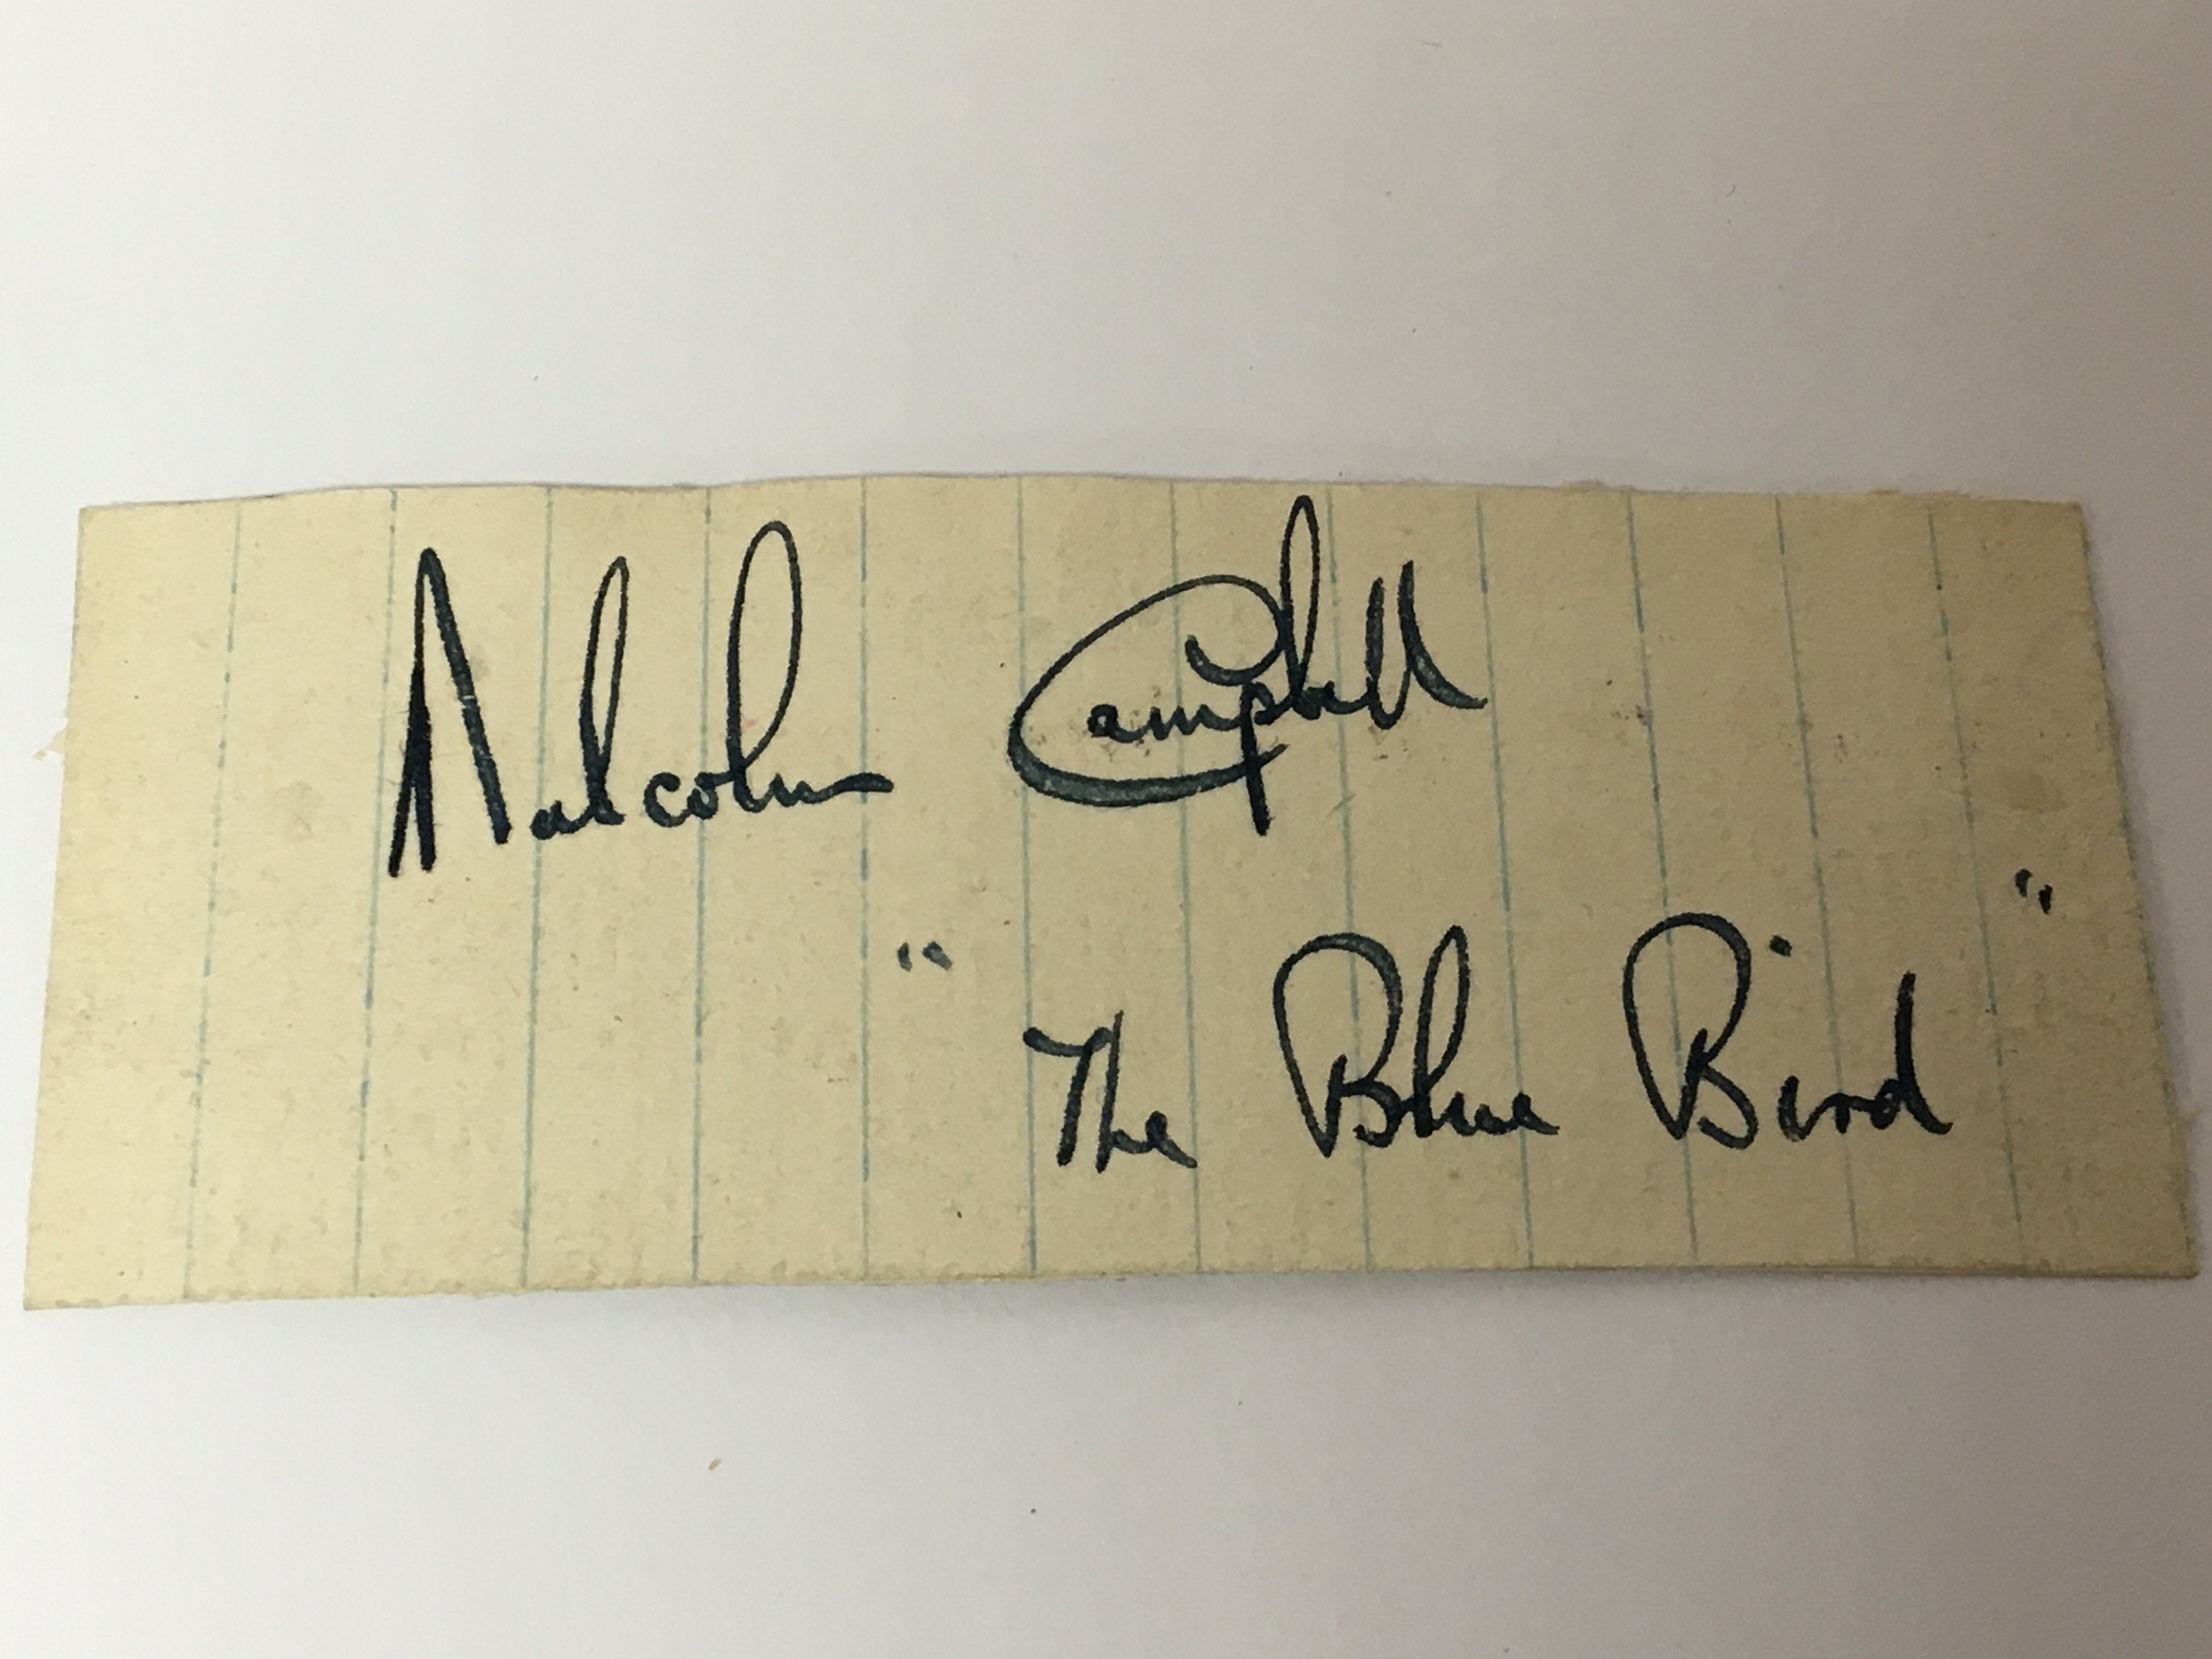 Malcolm Campbell
"The Blue Bird"